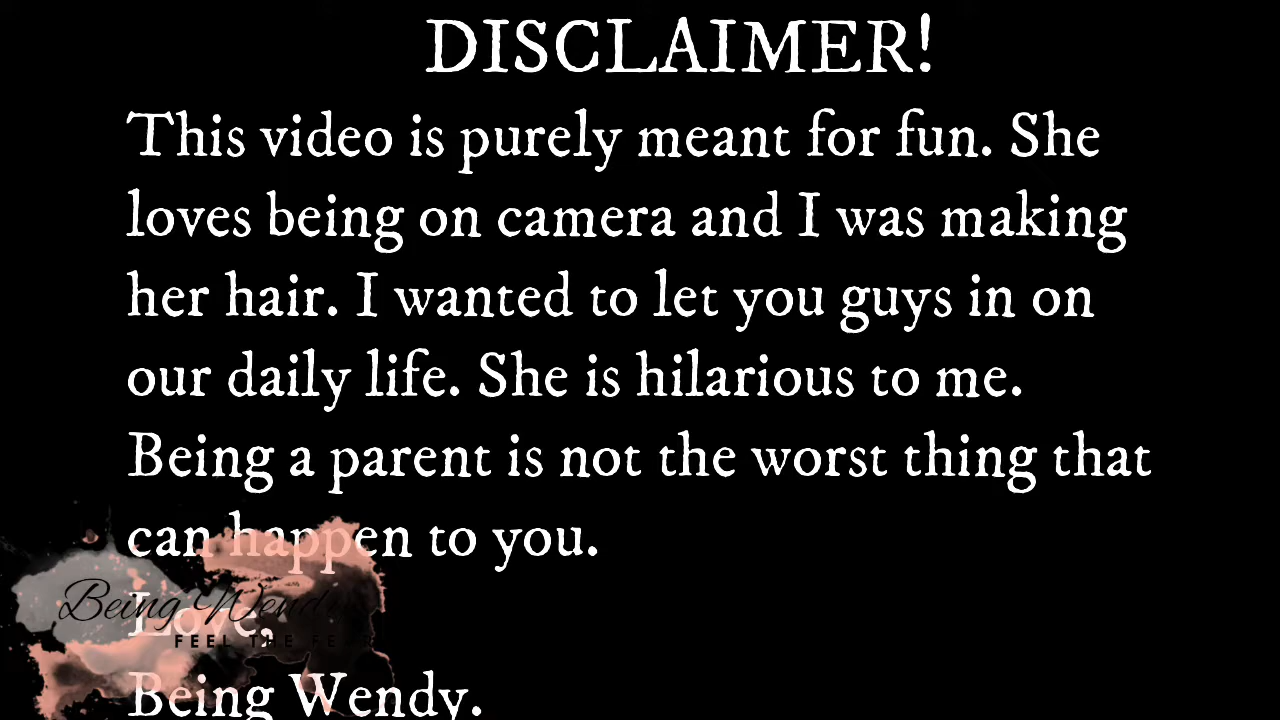 DISCLAIMER!
This video is purely meant for fun. She
loves being on camera and I was making
her hair. I wanted to let you guys in on
our daily life. She is hilarious to me.
Being a parent is not the worst thing that
can happen to you.
Being Wendy
Love,
FEEL THE FEAR
Being Wendy.